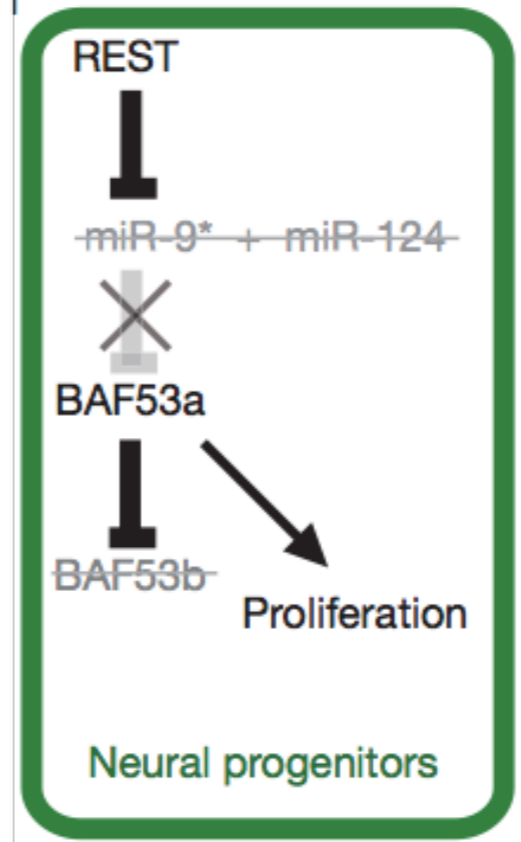 REST
miR-9* + miR-124
BAF53a
BAF53b
Proliferation
Neural progenitors